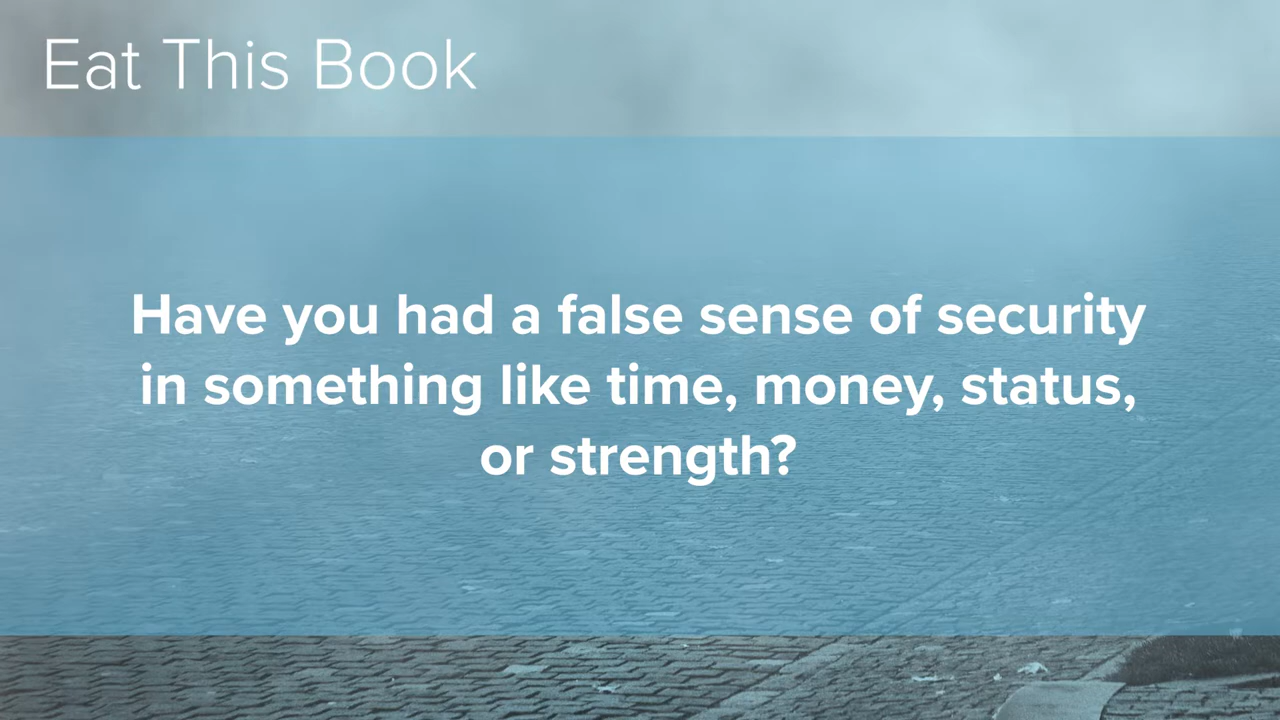 Eat This Book
Have you had a false sense of security
in something like time, money, status,
or strength?